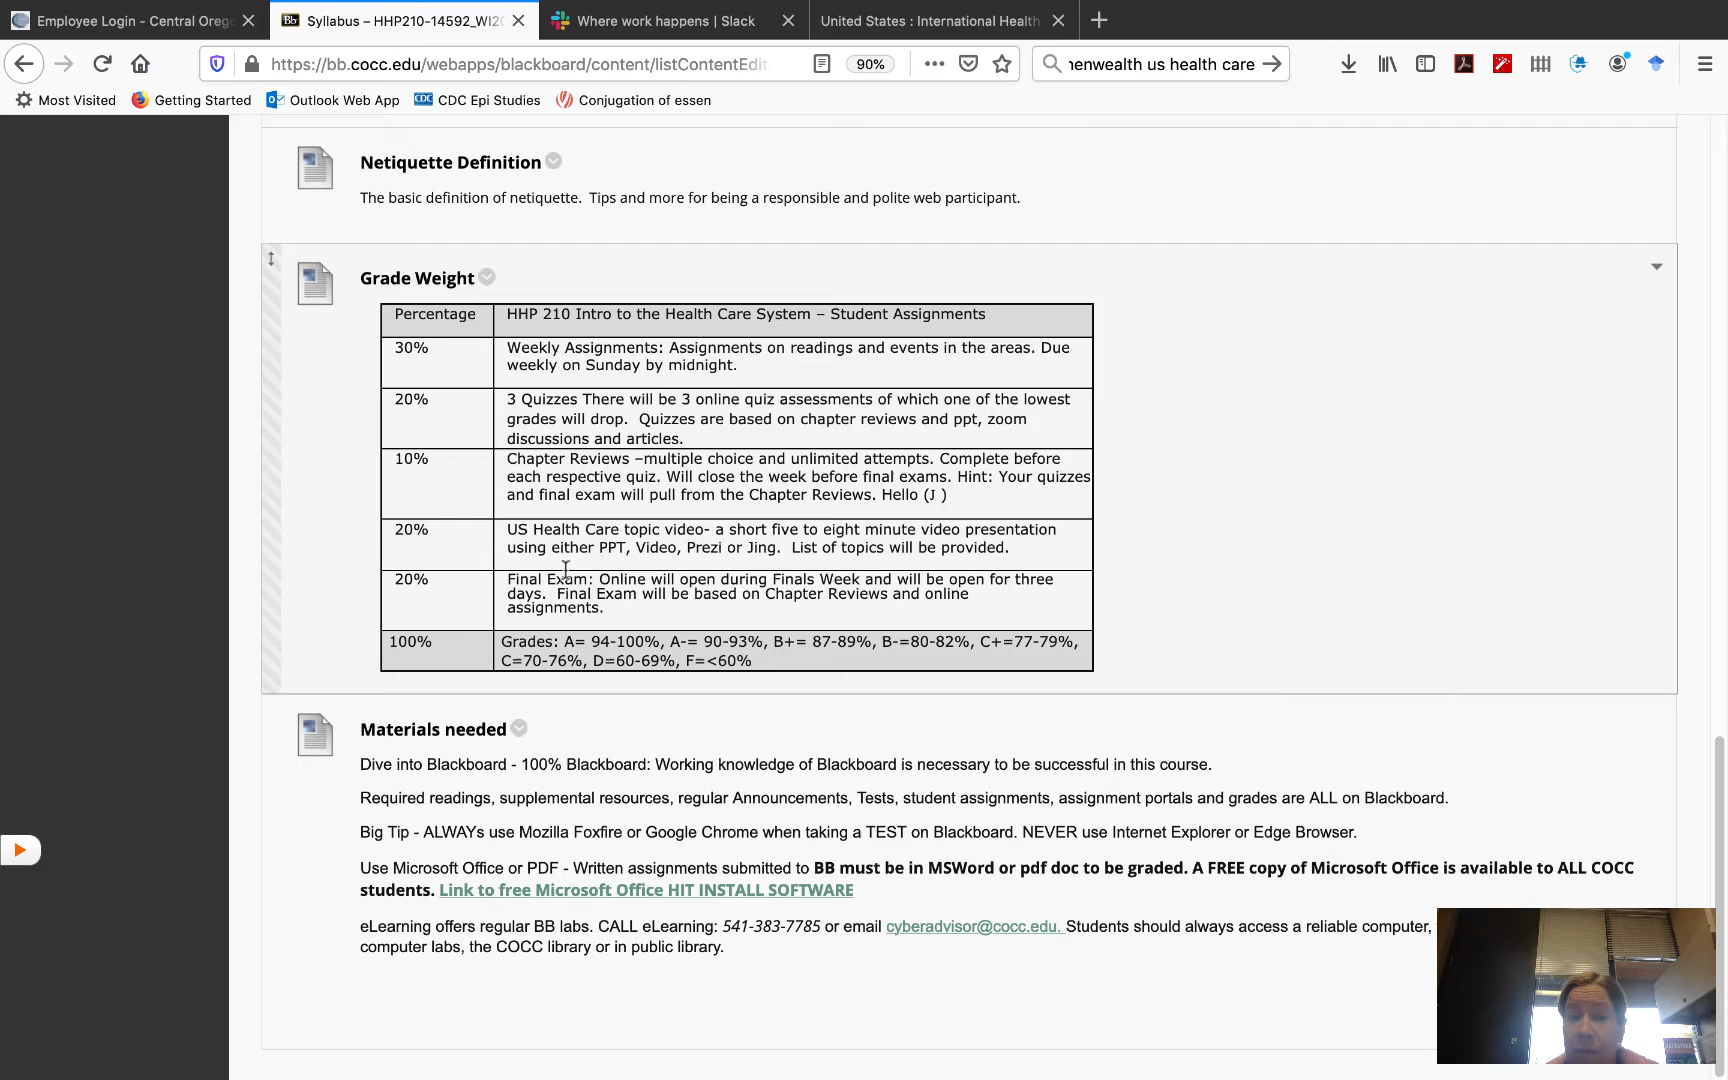 Employee Login - Central Orego
Syllabus – HHP210-14592_WI20
Where work happens | Slack
United States : International Health
https://bb.cocc.edu/webapps/blackboard/content/listContentEdit.
90%
nenwealth us health care
Most Visited
Getting Started
Outlook Web App
CDC Epi Studies
Conjugation of essen
Netiquette Definition
The basic definition of netiquette.  Tips and more for being a responsible and polite web participant.
Grade Weight
Percentage
HHP 210 Intro to the Health Care System – Student Assignments
30%
Weekly Assignments: Assignments on readings and events in the areas. Due
weekly on Sunday by midnight.
20%
3 Quizzes There will be 3 online quiz assessments of which one of the lowest
grades will drop.  Quizzes are based on chapter reviews and ppt, zoom
discussions and articles.
10%
Chapter Reviews –multiple choice and unlimited attempts. Complete before
each respective quiz. Will close the week before final exams. Hint: Your quizzes
and final exam will pull from the Chapter Reviews. Hello (J )
20%
US Health Care topic video- a short five to eight minute video presentation
using either PPT, Video, Prezi or Jing.  List of topics will be provided.
20%
Final Exam: Online will open during Finals Week and will be open for three
days.  Final Exam will be based on Chapter Reviews and online
assignments.
100%
Grades: A= 94-100%, A-= 90-93%, B+= 87-89%, B-=80-82%, C+=77-79%,
C=70-76%, D=60-69%, F=<60%
Materials needed
Dive into Blackboard - 100% Blackboard: Working knowledge of Blackboard is necessary to be successful in this course.
Required readings, supplemental resources, regular Announcements, Tests, student assignments, assignment portals and grades are ALL on Blackboard.
Big Tip - ALWAYs use Mozilla Foxfire or Google Chrome when taking a TEST on Blackboard. NEVER use Internet Explorer or Edge Browser.
Use Microsoft Office or PDF - Written assignments submitted to BB must be in MSWord or pdf doc to be graded. A FREE copy of Microsoft Office is available to ALL COCC
students. Link to free Microsoft Office HIT INSTALL SOFTWARE
eLearning offers regular BB labs. CALL eLearning: 541-383-7785 or email cyberadvisor@cocc.edu. Students should always access a reliable computer,
computer labs, the COCC library or in public library.